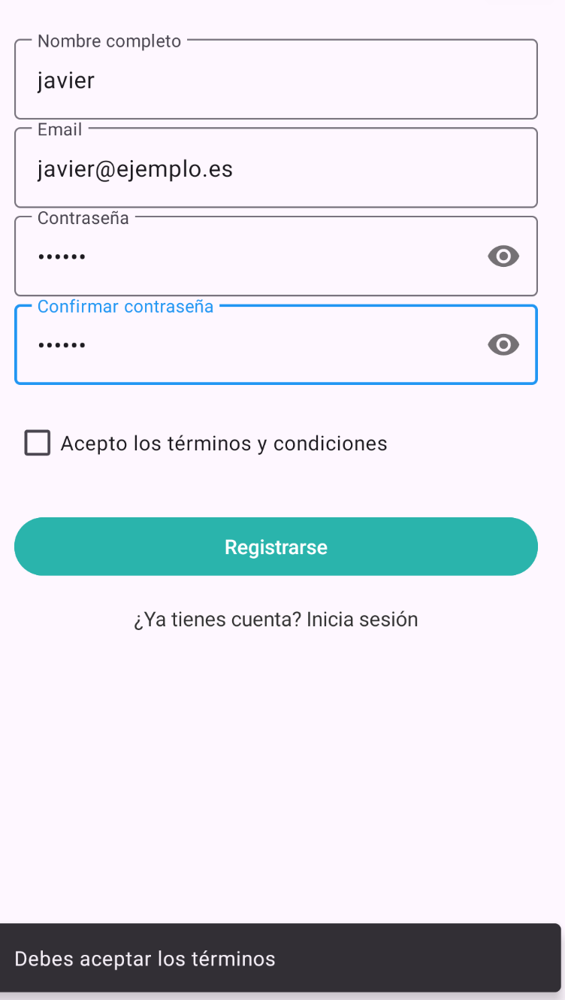 Nombre completo
javier
Email
javier@ejemplo.es
Contraseña
••••••
Confirmar contraseña
••••••
Acepto los términos y condiciones
Registrarse
¿Ya tienes cuenta? Inicia sesión
Debes aceptar los términos